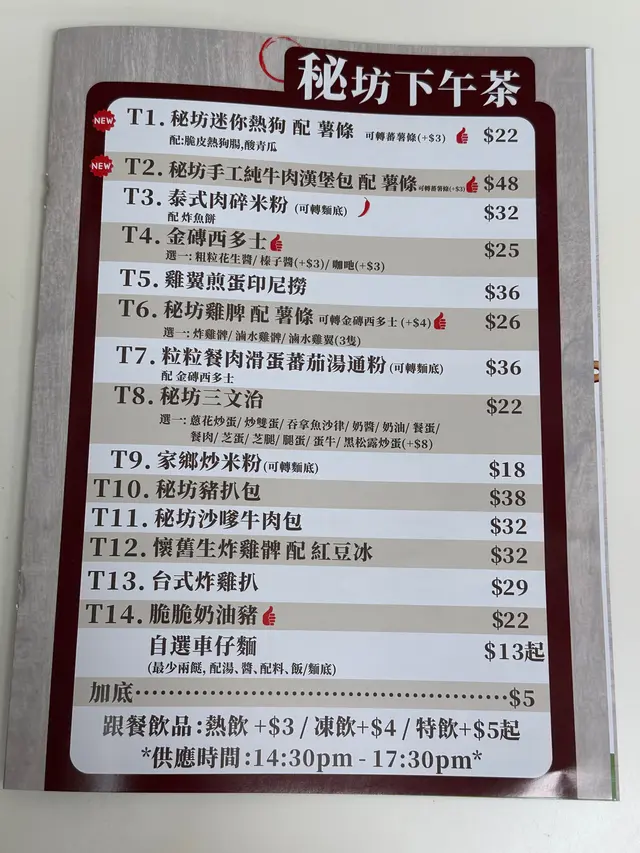 秘坊下午茶
NEW T1. 秘坊迷你熱狗 配 薯條 可轉蕃薯條(+$3) $22
配:脆皮熱狗腸,酸青瓜
NEW T2. 秘坊手工純牛肉漢堡包 配 薯條 可轉蕃薯條(+$3) $48
T3. 泰式肉碎米粉 (可轉麵底) $32
配 炸魚餅
T4. 金磚西多士 $25
選一: 粗粒花生醬/ 榛子醬(+$3)/ 咖吔(+$3)
T5. 雞翼煎蛋印尼撈 $36
T6. 秘坊雞脾 配 薯條 可轉金磚西多士 (+$4) $26
選一: 炸雞髀/ 滷水雞髀/ 滷水雞翼(3隻)
T7. 粒粒餐肉滑蛋蕃茄湯通粉 (可轉麵底) $36
配 金磚西多士
T8. 秘坊三文治 $22
選一: 蔥花炒蛋/ 炒雙蛋/ 吞拿魚沙律/ 奶醬/ 奶油/ 餐蛋/
餐肉/ 芝蛋/ 芝腿/ 腿蛋/ 蛋牛/ 黑松露炒蛋(+$8)
T9. 家鄉炒米粉 (可轉麵底) $18
T10. 秘坊豬扒包 $38
T11. 秘坊沙嗲牛肉包 $32
T12. 懷舊生炸雞髀 配 紅豆冰 $32
T13. 台式炸雞扒 $29
T14. 脆脆奶油豬 $22
自選車仔麵 $13起
(最少兩餸, 配湯、醬、配料、飯/麵底)
加底 $5
跟餐飲品:熱飲 +$3 / 凍飲+$4 / 特飲+$5起
*供應時間:14:30pm - 17:30pm*